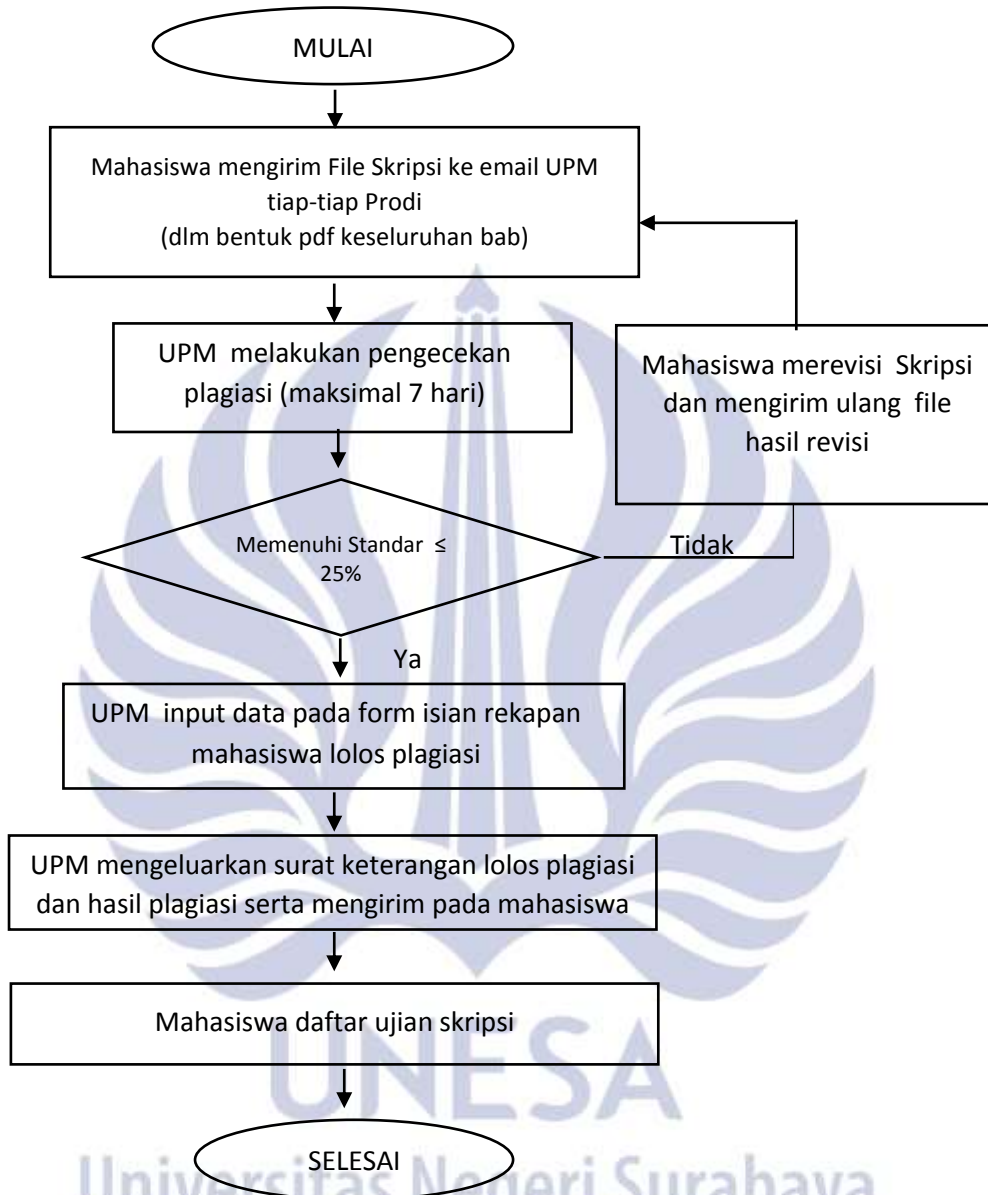 MULAI
Mahasiswa mengirim File Skripsi ke email UPM
tiap-tiap Prodi
(dlm bentuk pdf keseluruhan bab)
UPM melakukan pengecekan
plagiasi (maksimal 7 hari)
Mahasiswa merevisi Skripsi
dan mengirim ulang file
hasil revisi
Memenuhi Standar ≤
25%
Tidak
Ya
UPM input data pada form isian rekapan
mahasiswa lolos plagiasi
UPM mengeluarkan surat keterangan lolos plagiasi
dan hasil plagiasi serta mengirim pada mahasiswa
Mahasiswa daftar ujian skripsi
UNESA
SELESAI
Universitas Negeri Surabaya